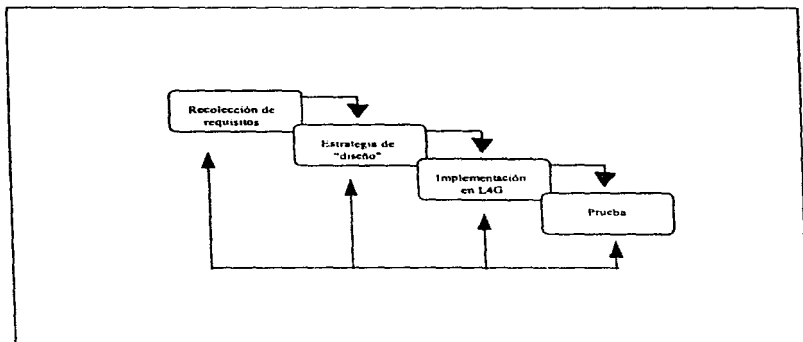 Recolección de
requisitos
Estrategia de
"diseño"
Implementación
en L4G
Prueba